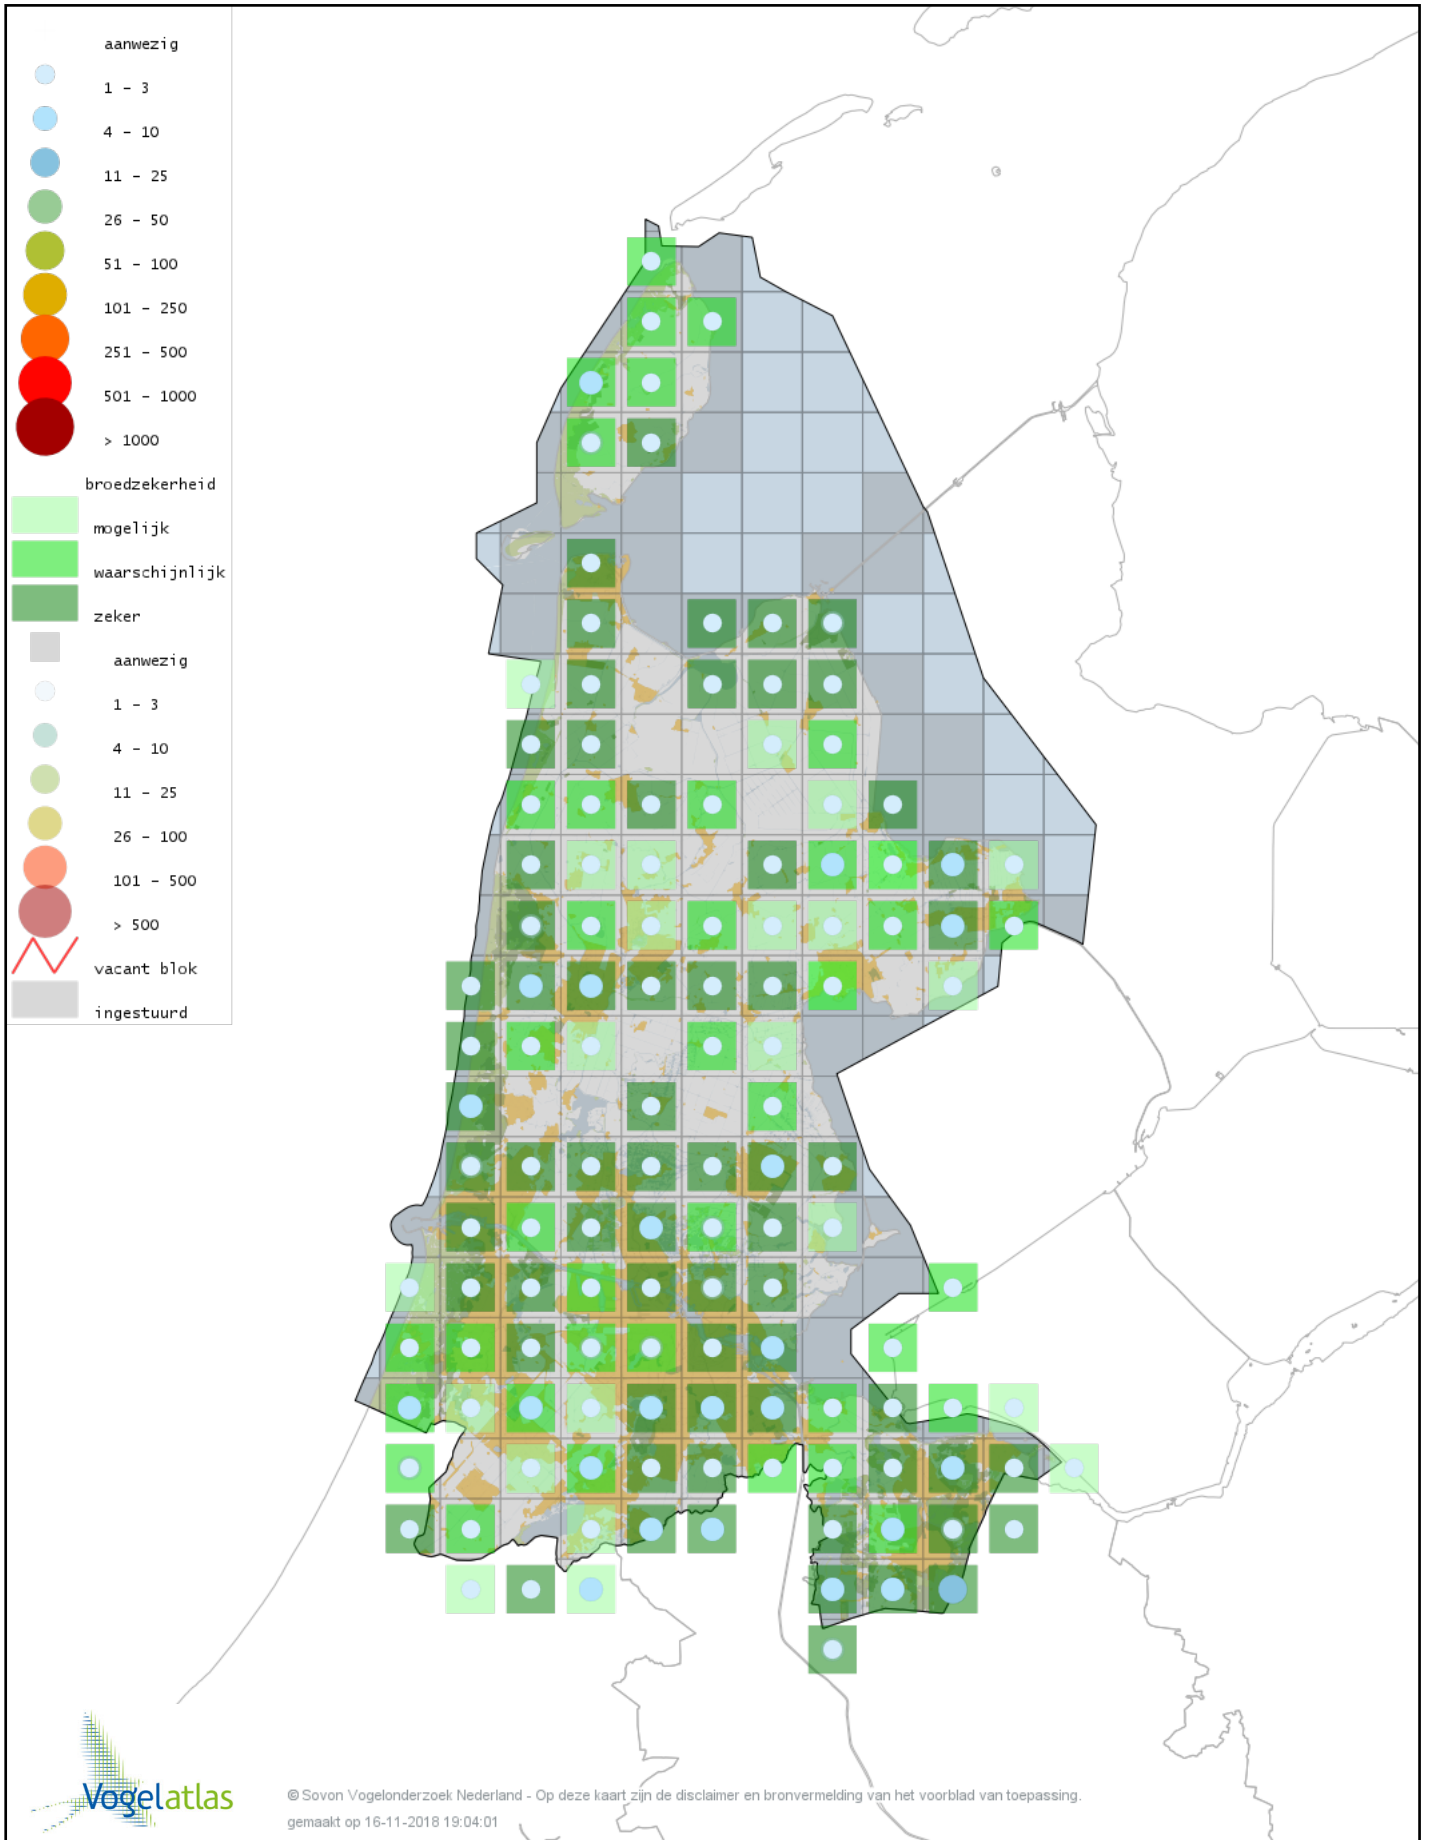 aanwezig
1 - 3
4 - 10
11 - 25
26 - 50
51 - 100
101 - 250
251 - 500
501 - 1000
> 1000
broedzekerheid
mogelijk
waarschijnlijk
zeker
aanwezig
1 - 3
4 - 10
11 - 25
26 - 100
101 - 500
> 500
vacant blok
ingestuurd
Vogelatlas
© Sovon Vogelonderzoek Nederland - Op deze kaart zijn de disclaimer en bronvermelding van het voorblad van toepassing.
gemaakt op 16-11-2018 19:04:01